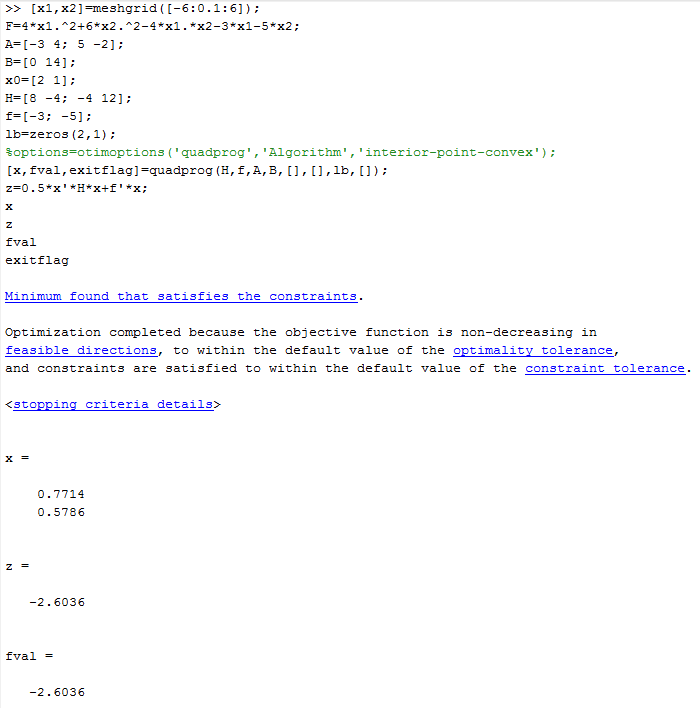 >> [x1,x2]=meshgrid([-6:0.1:6]);
F=4*x1.^2+6*x2.^2-4*x1.*x2-3*x1-5*x2;
A=[-3 4; 5 -2];
B=[0 14];
x0=[2 1];
H=[8 -4; -4 12];
f=[-3; -5];
lb=zeros(2,1);
%options=otimoptions('quadprog','Algorithm','interior-point-convex');
[x,fval,exitflag]=quadprog(H,f,A,B,[],[],lb,[]);
z=0.5*x'*H*x+f'*x;
x
z
fval
exitflag
Minimum found that satisfies the constraints.
Optimization completed because the objective function is non-decreasing in
feasible directions, to within the default value of the optimality tolerance,
and constraints are satisfied to within the default value of the constraint tolerance.
<stopping criteria details>
x =
0.7714
0.5786
z =
-2.6036
fval =
-2.6036